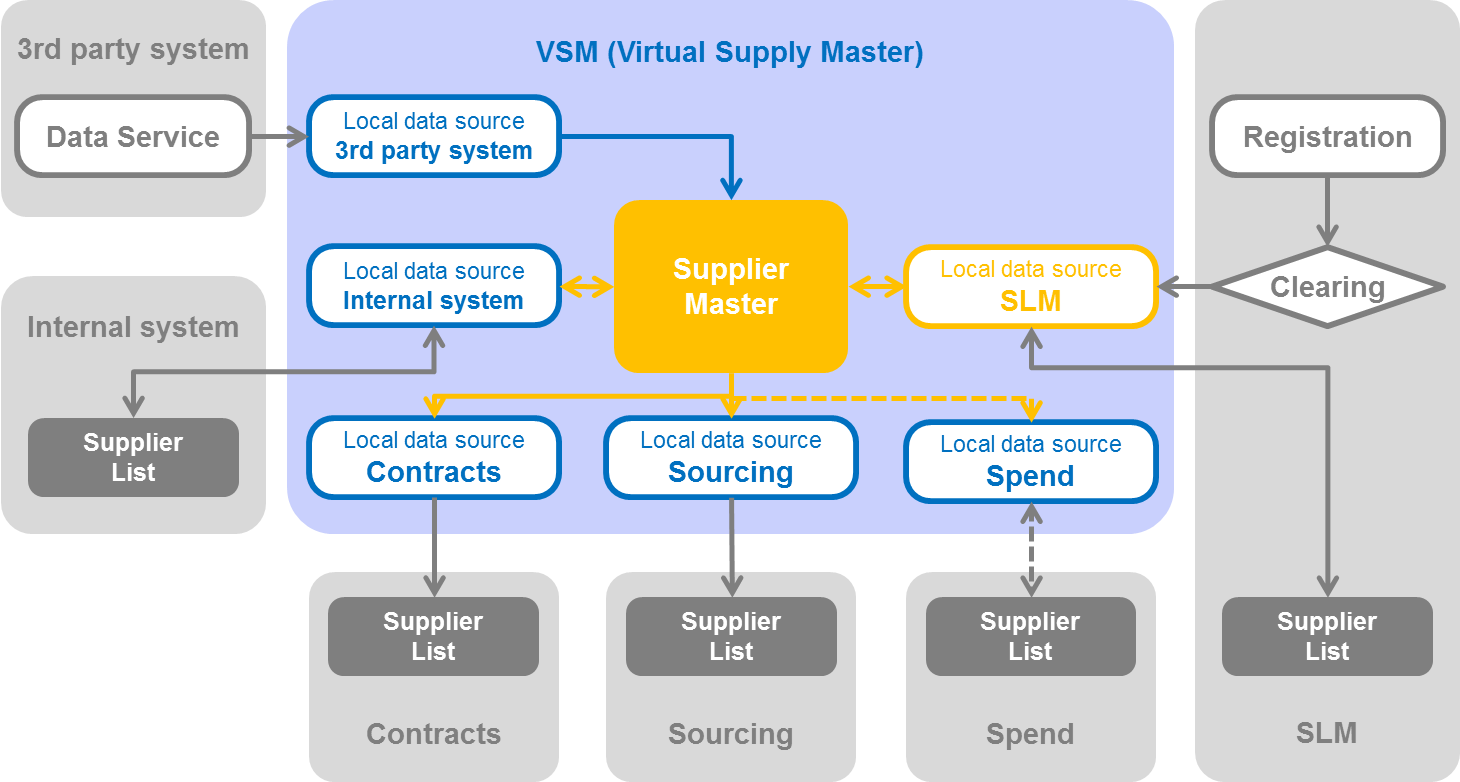 3rd party system
VSM (Virtual Supply Master)
Data Service
Local data source
3rd party system
Registration
Local data source
Internal system
Supplier
Master
Local data source
SLM
Clearing
Internal system
Supplier
List
Local data source
Contracts
Local data source
Sourcing
Local data source
Spend
Supplier
List
Supplier
List
Supplier
List
Supplier
List
Contracts
Sourcing
Spend
SLM